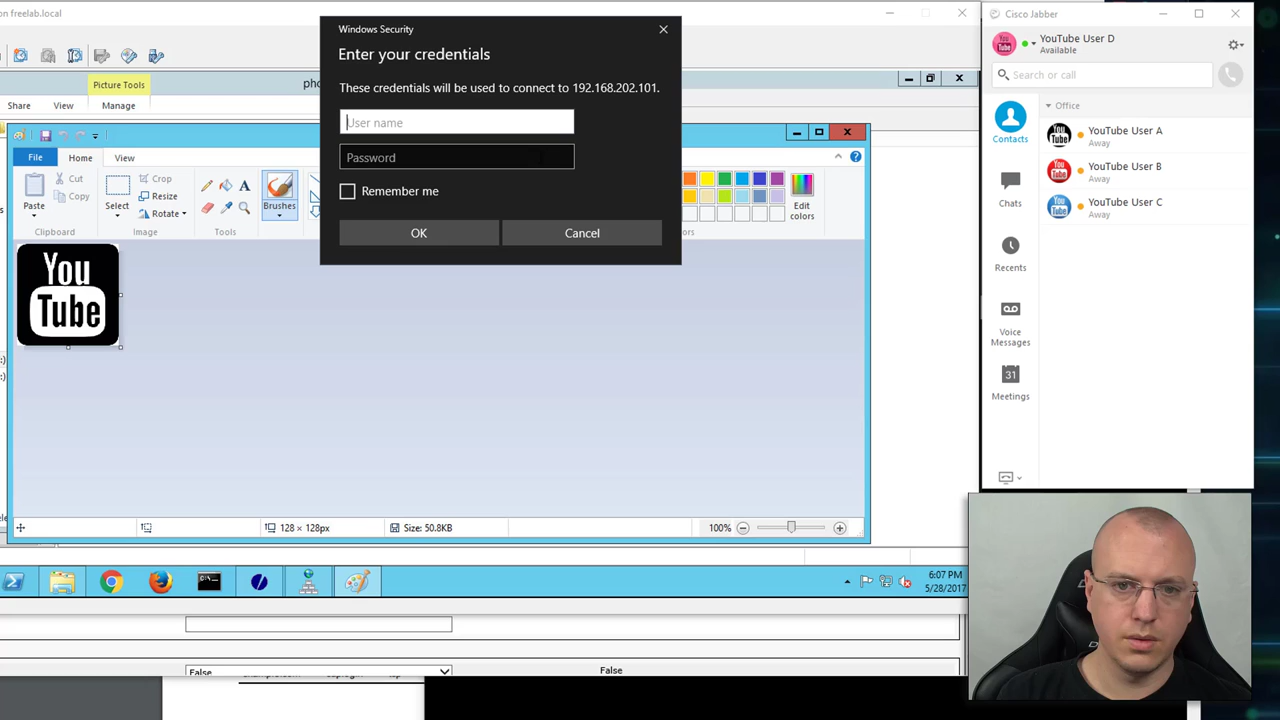 on freelab.local
Picture Tools
pho
Share
View
Manage
File
Home
View
Paste
Cut
Copy
Clipboard
Select
Crop
Resize
Rotate
Image
Tools
Brushes
Edit
colors
ors
You
Tube
128 × 128px
Size: 50.8KB
100%
Windows Security
Enter your credentials
These credentials will be used to connect to 192.168.202.101.
User name
Password
Remember me
OK
Cancel
6:07 PM
5/28/2017
False
False
Cisco Jabber
YouTube User D
Available
Search or call
Contacts
Chats
Recents
Voice
Messages
31
Meetings
Office
YouTube User A
Away
YouTube User B
Away
YouTube User C
Away